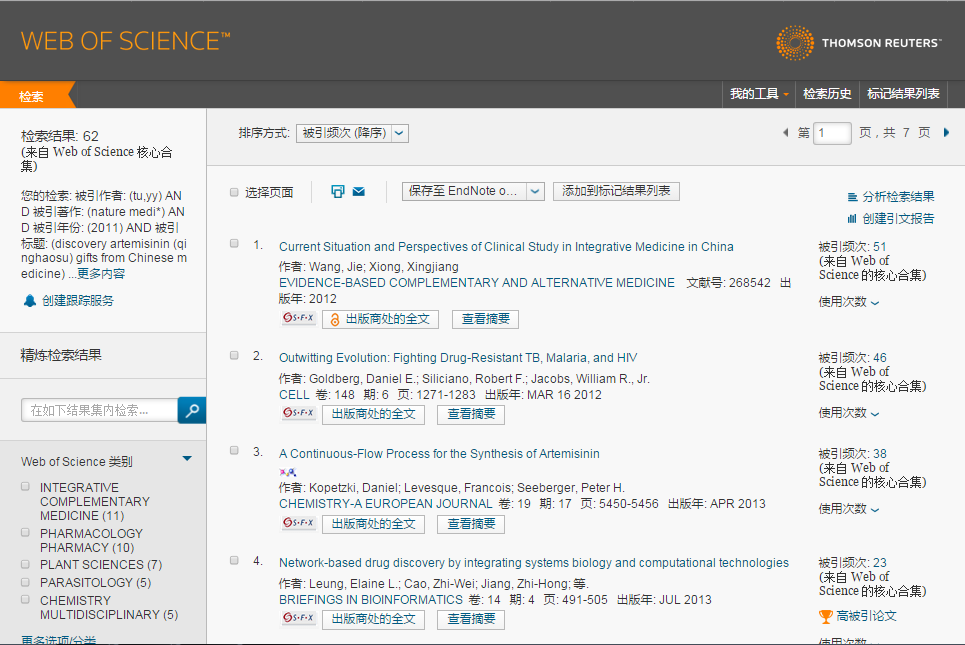 WEB OF SCIENCE™
THOMSON REUTERS™
检索
我的工具 检索历史 标记结果列表
检索结果: 62
(来自 Web of Science 核心合
集)
您的检索: 被引作者: (tu,yy) AN
D 被引著作: (nature medi*) AN
D 被引年份: (2011) AND 被引
标题: (discovery artemisinin (qi
nghaosu) gifts from Chinese m
edicine) ...更多内容
创建跟踪服务
精炼检索结果
在如下结果集内检索...
Web of Science 类别
INTEGRATIVE
COMPLEMENTARY
MEDICINE (11)
PHARMACOLOGY
PHARMACY (10)
PLANT SCIENCES (7)
PARASITOLOGY (5)
CHEMISTRY
MULTIDISCIPLINARY (5)
更多选项/分类
排序方式: 被引频次 (降序)
第 1 页 , 共 7 页
选择页面
保存至 EndNote o...
添加到标记结果列表
分析检索结果
创建引文报告
1. Current Situation and Perspectives of Clinical Study in Integrative Medicine in China
作者: Wang, Jie; Xiong, Xingjiang
EVIDENCE-BASED COMPLEMENTARY AND ALTERNATIVE MEDICINE 文献号: 268542 出
版年: 2012
S·F·X 出版商处的全文 查看摘要
被引频次: 51
(来自 Web of
Science 的核心合集)
使用次数
2. Outwitting Evolution: Fighting Drug-Resistant TB, Malaria, and HIV
作者: Goldberg, Daniel E.; Siliciano, Robert F.; Jacobs, William R., Jr.
CELL 卷: 148 期: 6 页: 1271-1283 出版年: MAR 16 2012
S·F·X 出版商处的全文 查看摘要
被引频次: 46
(来自 Web of
Science 的核心合集)
使用次数
3. A Continuous-Flow Process for the Synthesis of Artemisinin
作者: Kopetzki, Daniel; Levesque, Francois; Seeberger, Peter H.
CHEMISTRY-A EUROPEAN JOURNAL 卷: 19 期: 17 页: 5450-5456 出版年: APR 2013
S·F·X 出版商处的全文 查看摘要
被引频次: 38
(来自 Web of
Science 的核心合集)
使用次数
4. Network-based drug discovery by integrating systems biology and computational technologies
作者: Leung, Elaine L.; Cao, Zhi-Wei; Jiang, Zhi-Hong; 等.
BRIEFINGS IN BIOINFORMATICS 卷: 14 期: 4 页: 491-505 出版年: JUL 2013
S·F·X 出版商处的全文 查看摘要
被引频次: 23
(来自 Web of
Science 的核心合集)
高被引论文
使用次数